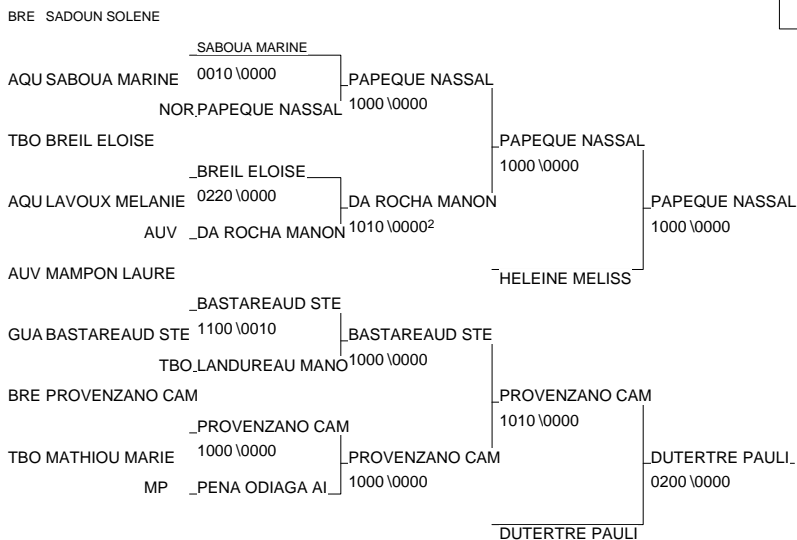 BRE SADOUN SOLENE
SABOUA MARINE
AQU SABOUA MARINE 0010 \0000 PAPEQUE NASSAL
NOR PAPEQUE NASSAL 1000 \0000
TBO BREIL ELOISE PAPEQUE NASSAL
1000 \0000
BREIL ELOISE
AQU LAVOUX MELANIE 0220 \0000 DA ROCHA MANON PAPEQUE NASSAL
AUV DA ROCHA MANON 1010 \0000² 1000 \0000
AUV MAMPON LAURE HELEINE MELISS
BASTAREAUD STE
GUA BASTAREAUD STE 1100 \0010 BASTAREAUD STE
TBO LANDUREAU MANO 1000 \0000
BRE PROVENZANO CAM PROVENZANO CAM
1010 \0000
PROVENZANO CAM
TBO MATHIOU MARIE 1000 \0000 PROVENZANO CAM DUTERTRE PAULI
MP PENA ODIAGA AI 1000 \0000 0200 \0000
DUTERTRE PAULI